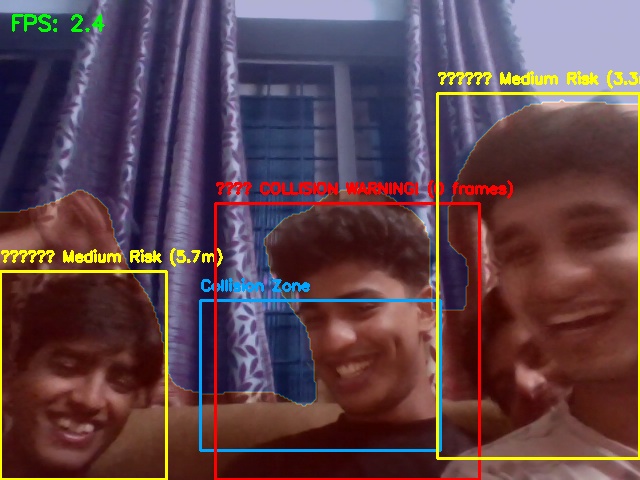 FPS: 2.4
?????? Medium Risk (3.3
???? COLLISION WARNING! (0 frames)
?????? Medium Risk (5.7m)
Collision Zone